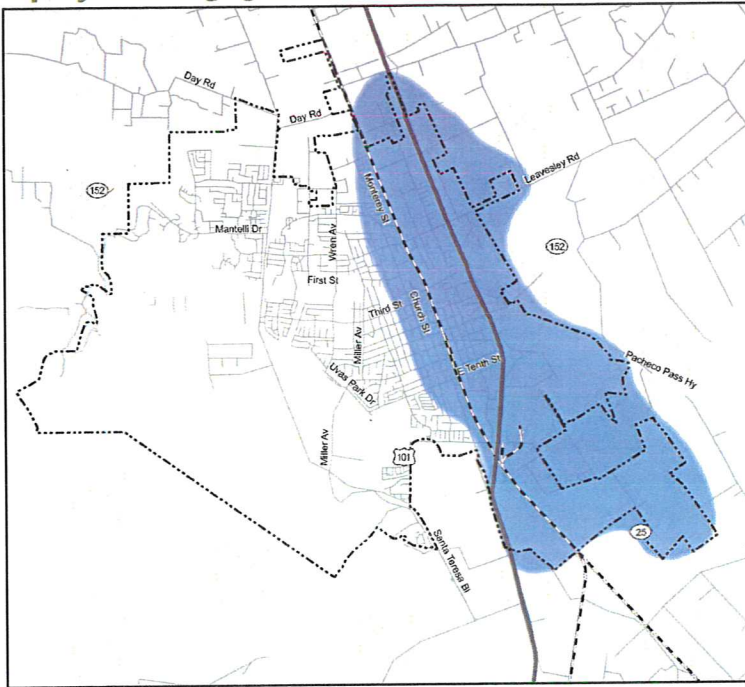 Day Rd
Day Rd
152
Leavesley Rd
Monterey St
Mantelli Dr
Wren Av
152
First St
Church St
Third St
Miller Av
E Tenth St
Pacheco Pass Hy
Uvas Park Dr
Miller Av
101
25
Santa Teresa Bl